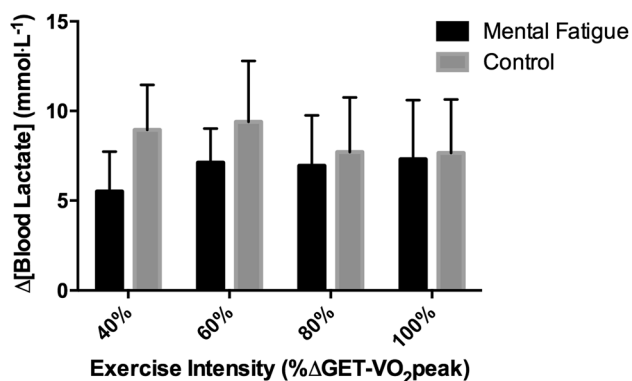 Δ[Blood Lactate] (mmol·L⁻¹)
15
10
5
0
Mental Fatigue
Control
40%
60%
80%
100%
Exercise Intensity (%ΔGET-VO₂peak)